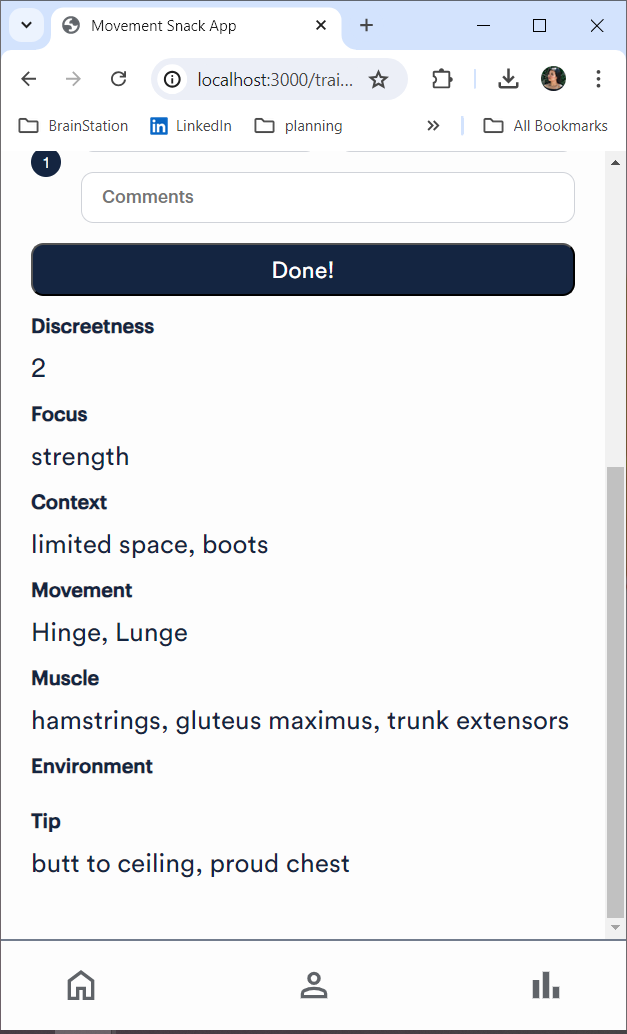 Movement Snack App
localhost:3000/trai...
BrainStation
LinkedIn
planning
All Bookmarks
1
Comments
Done!
Discreetness
2
Focus
strength
Context
limited space, boots
Movement
Hinge, Lunge
Muscle
hamstrings, gluteus maximus, trunk extensors
Environment
Tip
butt to ceiling, proud chest